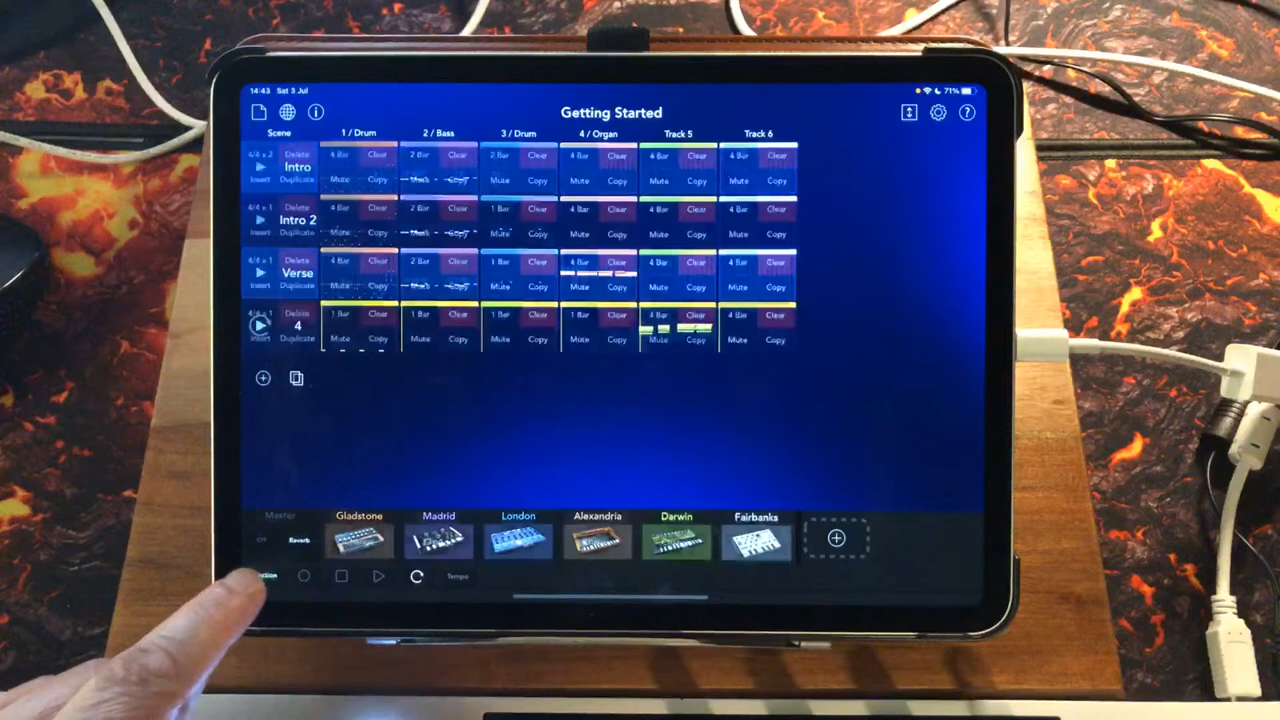 14:43 Sat 3 Jul 71%
Getting Started
Scene 1 / Drum 2 / Bass 3 / Drum 4 / Organ Track 5 Track 6
4/4 x 2 Delete 4 Bar Clear 2 Bar Clear 2 Bar Clear 4 Bar Clear 4 Bar Clear 4 Bar Clear
Intro
Insert Duplicate Mute Copy Mute Copy Mute Copy Mute Copy Mute Copy Mute Copy
4/4 x 1 Delete 4 Bar Clear 2 Bar Clear 1 Bar Clear 4 Bar Clear 4 Bar Clear 4 Bar Clear
Intro 2
Insert Duplicate Mute Copy Mute Copy Mute Copy Mute Copy Mute Copy Mute Copy
4/4 x 1 Delete 4 Bar Clear 2 Bar Clear 1 Bar Clear 4 Bar Clear 4 Bar Clear 4 Bar Clear
Verse
Insert Duplicate Mute Copy Mute Copy Mute Copy Mute Copy Mute Copy Mute Copy
4/4 x 1 Delete 1 Bar Clear 1 Bar Clear 1 Bar Clear 1 Bar Clear 4 Bar Clear 4 Bar Clear
4
Insert Duplicate Mute Copy Mute Copy Mute Copy Mute Copy Mute Copy Mute Copy
Master Gladstone Madrid London Alexandria Darwin Fairbanks
Off Reverb
Tempo